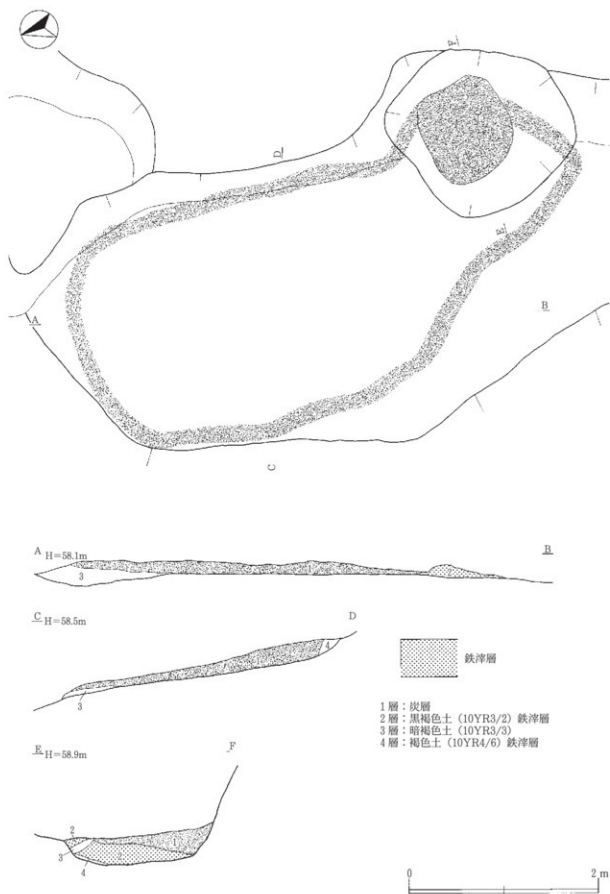 F
D
E
A
B
C
A H=58.1m B
3
1
C H=58.5m D
4
1
3
鉄滓層
1層：炭層
2層：黒褐色土（10YR3/2）鉄滓層
3層：暗褐色土（10YR3/3）
4層：褐色土（10YR4/6）鉄滓層
E H=58.9m F
2
1
3
4
0 2 m